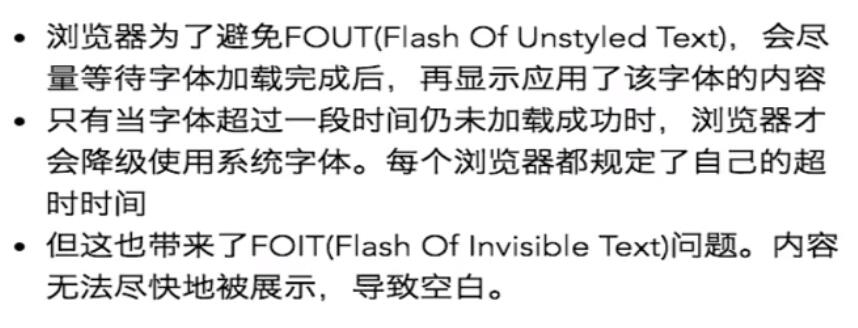 • 浏览器为了避免FOUT(Flash Of Unstyled Text)，会尽
量等待字体加载完成后，再显示应用了该字体的内容
• 只有当字体超过一段时间仍未加载成功时，浏览器才
会降级使用系统字体。每个浏览器都规定了自己的超
时时间
• 但这也带来了FOIT(Flash Of Invisible Text)问题。内容
无法尽快地被展示，导致空白。